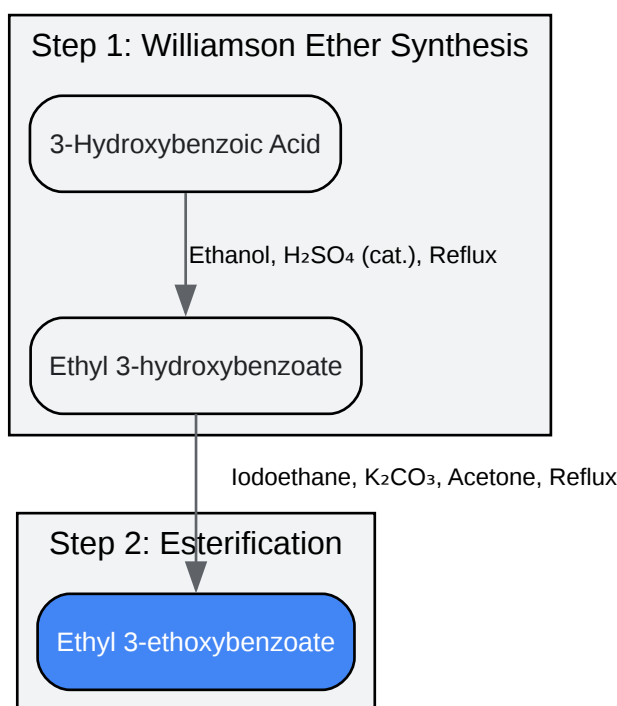 Step 1: Williamson Ether Synthesis
3-Hydroxybenzoic Acid
Ethanol, H₂SO₄ (cat.), Reflux
Ethyl 3-hydroxybenzoate
Iodoethane, K₂CO₃, Acetone, Reflux
Step 2: Esterification
Ethyl 3-ethoxybenzoate